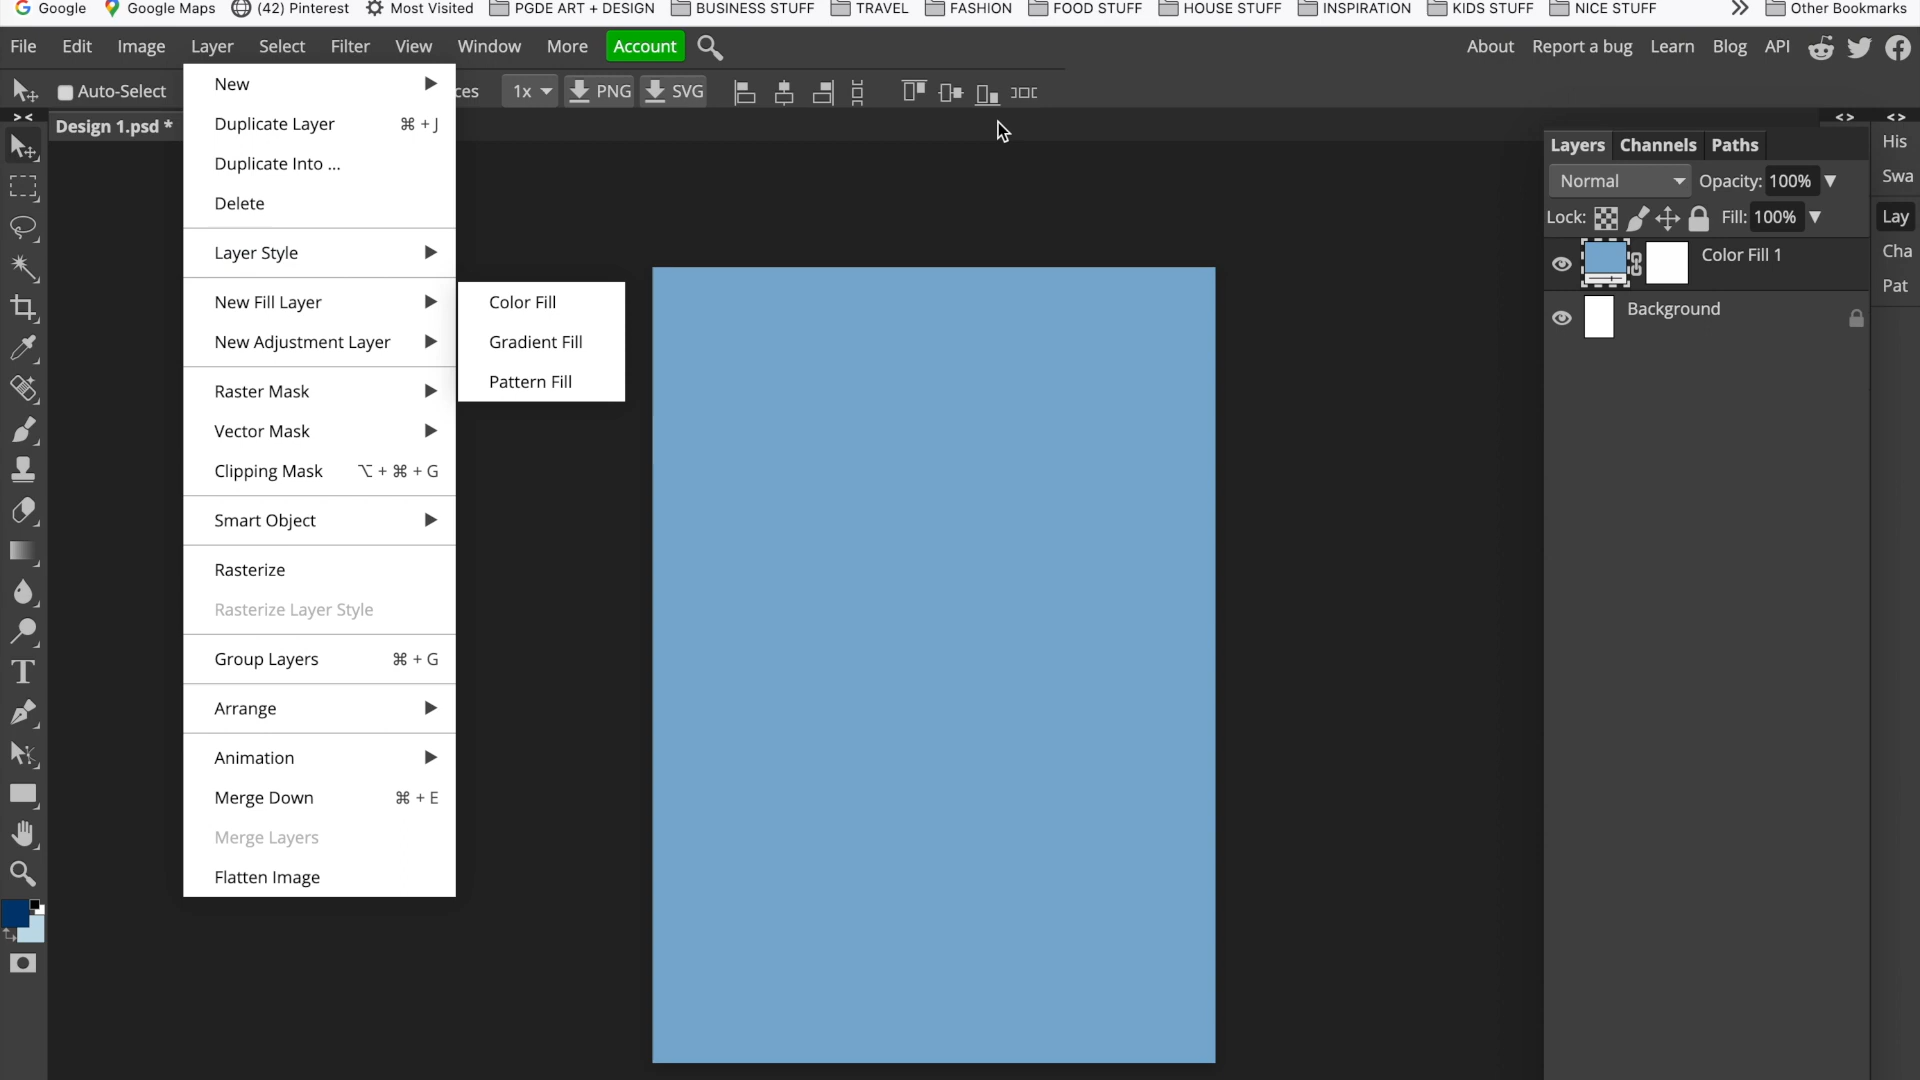 Google Google Maps (42) Pinterest Most Visited PGDE ART + DESIGN BUSINESS STUFF TRAVEL FASHION FOOD STUFF HOUSE STUFF INSPIRATION KIDS STUFF NICE STUFF Other Bookmarks
File Edit Image Layer Select Filter View Window More Account About Report a bug Learn Blog API
Auto-Select ces 1x PNG SVG
Design 1.psd *
New
Duplicate Layer ⌘ + J
Duplicate Into ...
Delete
Layer Style
New Fill Layer
New Adjustment Layer
Raster Mask
Vector Mask
Clipping Mask ⌥ + ⌘ + G
Smart Object
Rasterize
Rasterize Layer Style
Group Layers ⌘ + G
Arrange
Animation
Merge Down ⌘ + E
Merge Layers
Flatten Image
Color Fill
Gradient Fill
Pattern Fill
Layers Channels Paths
Normal Opacity: 100%
Lock: Fill: 100%
Color Fill 1
Background
His
Swa
Lay
Cha
Pat